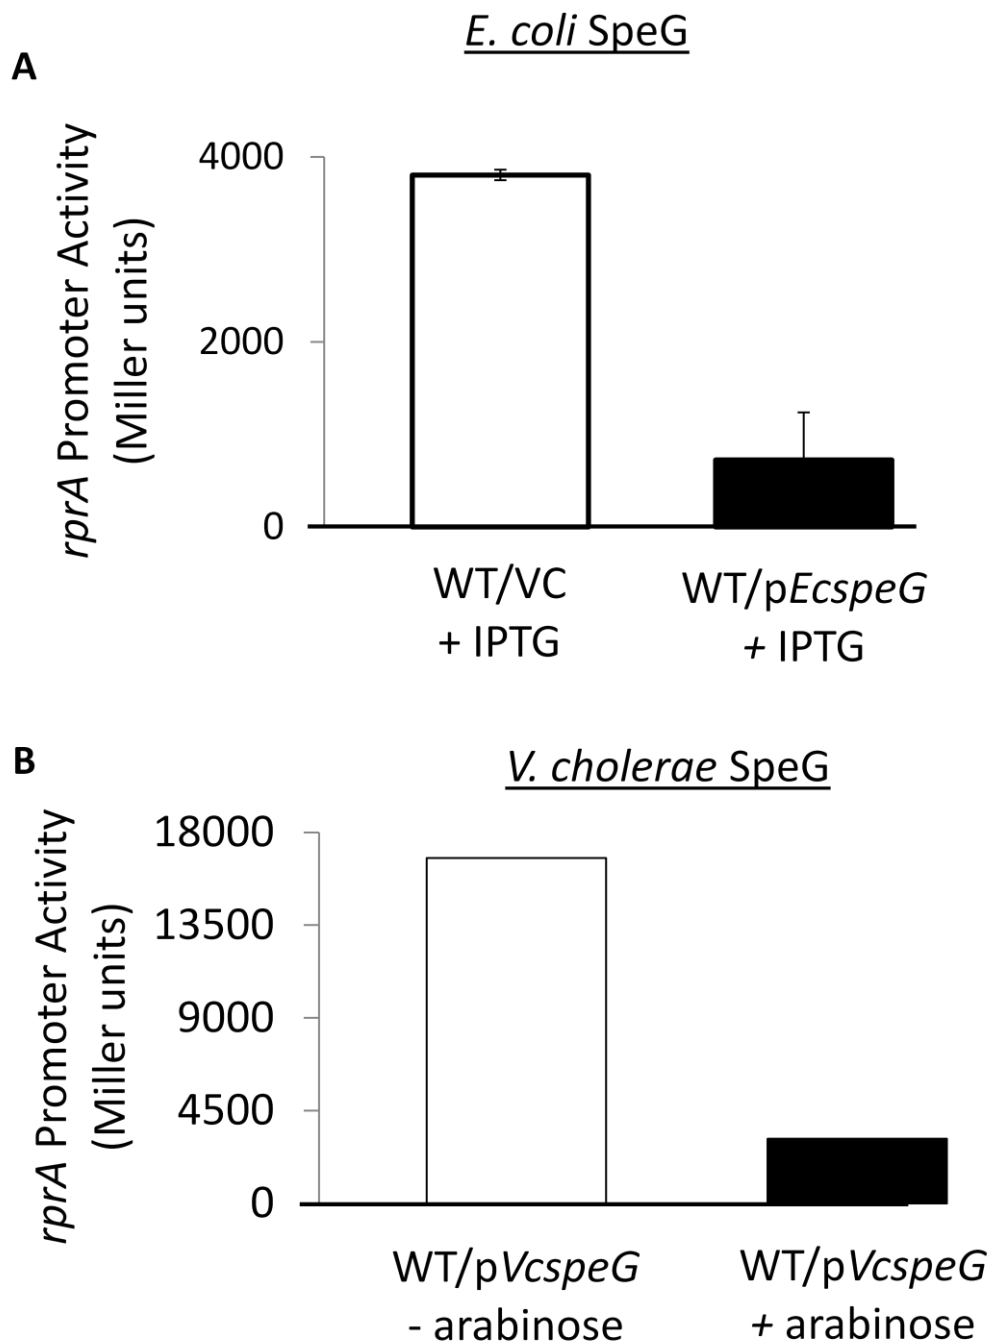 E. coli SpeG
A
rprA Promoter Activity
(Miller units)
4000
2000
0
WT/VC
+ IPTG
WT/pEcspeG
+ IPTG
B
V. cholerae SpeG
rprA Promoter Activity
(Miller units)
18000
13500
9000
4500
0
WT/pVcspeG
- arabinose
WT/pVcspeG
+ arabinose